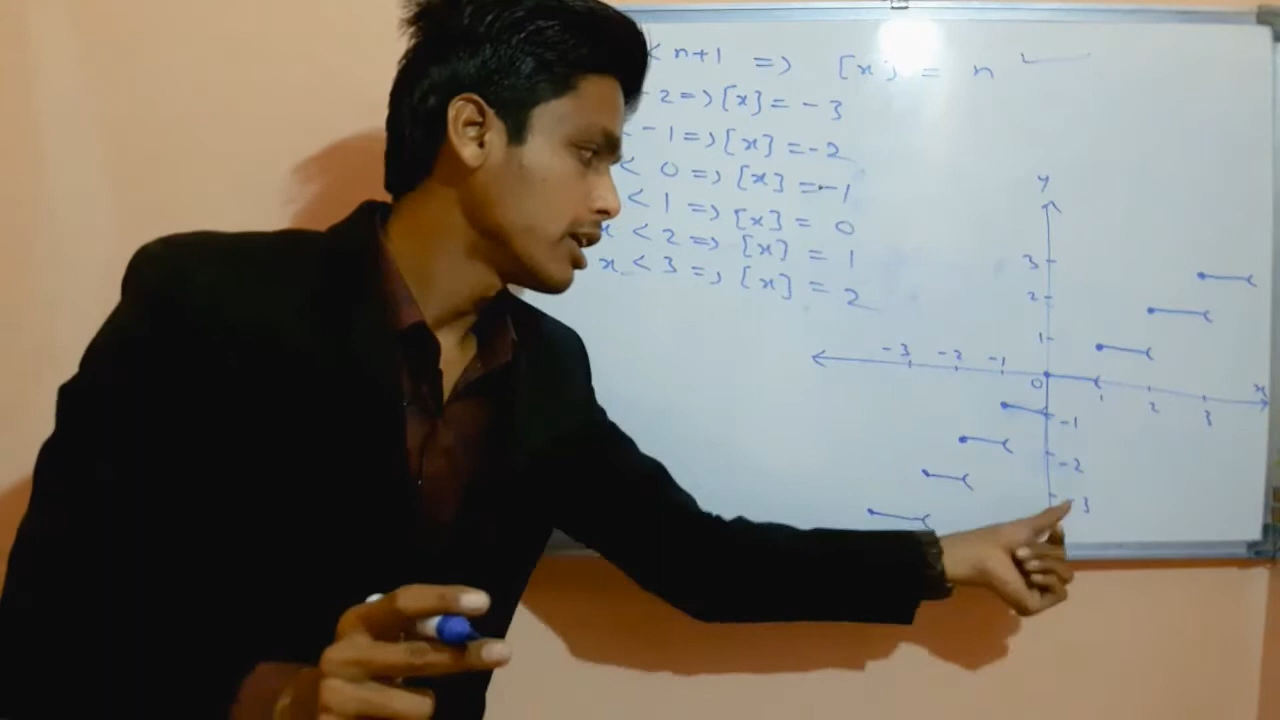 < n+1 => [x] = n
-2 => [x] = -3
-1 => [x] = -2
< 0 => [x] = -1
< 1 => [x] = 0
x < 2 => [x] = 1
x < 3 => [x] = 2
y
3
2
1
-3 -2 -1 0 1 2 3 x
-1
-2
-3